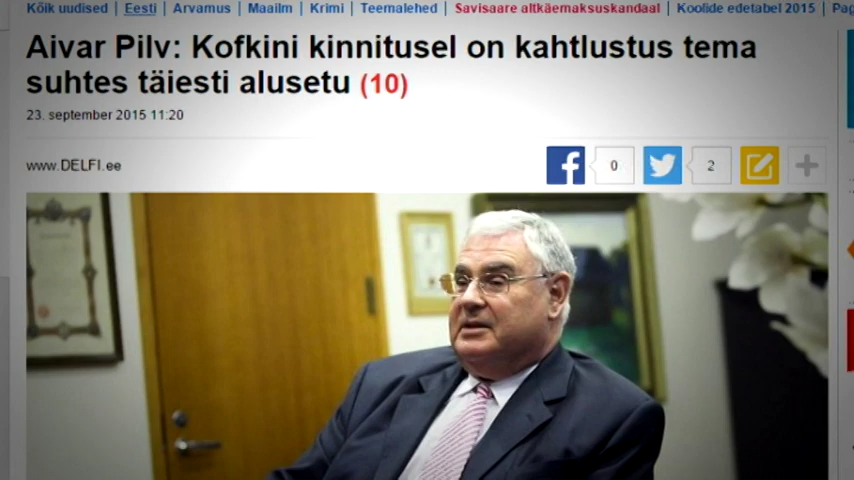 Kõik uudised | Eesti | Arvamus | Maailm | Krimi | Teemalehed | Savisaare altkäemaksuskandaal | Koolide edetabel 2015 |
Aivar Pilv: Kofkini kinnitusel on kahtlustus tema
suhtes täiesti alusetu (10)
23. september 2015 11:20
www.DELFI.ee
0
2